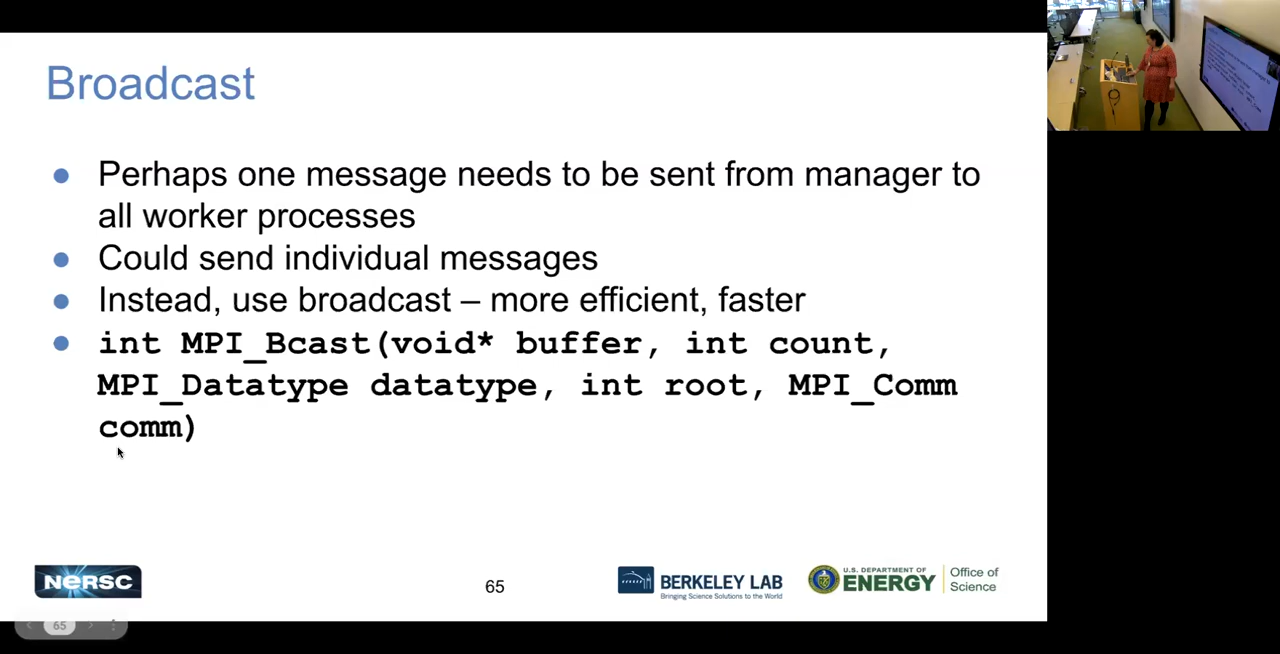 Broadcast
Perhaps one message needs to be sent from manager to
all worker processes
Could send individual messages
Instead, use broadcast – more efficient, faster
int MPI_Bcast(void* buffer, int count,
MPI_Datatype datatype, int root, MPI_Comm
comm)
NERSC
65
BERKELEY LAB
Bringing Science Solutions to the World
U.S. DEPARTMENT OF
ENERGY
Office of
Science
65